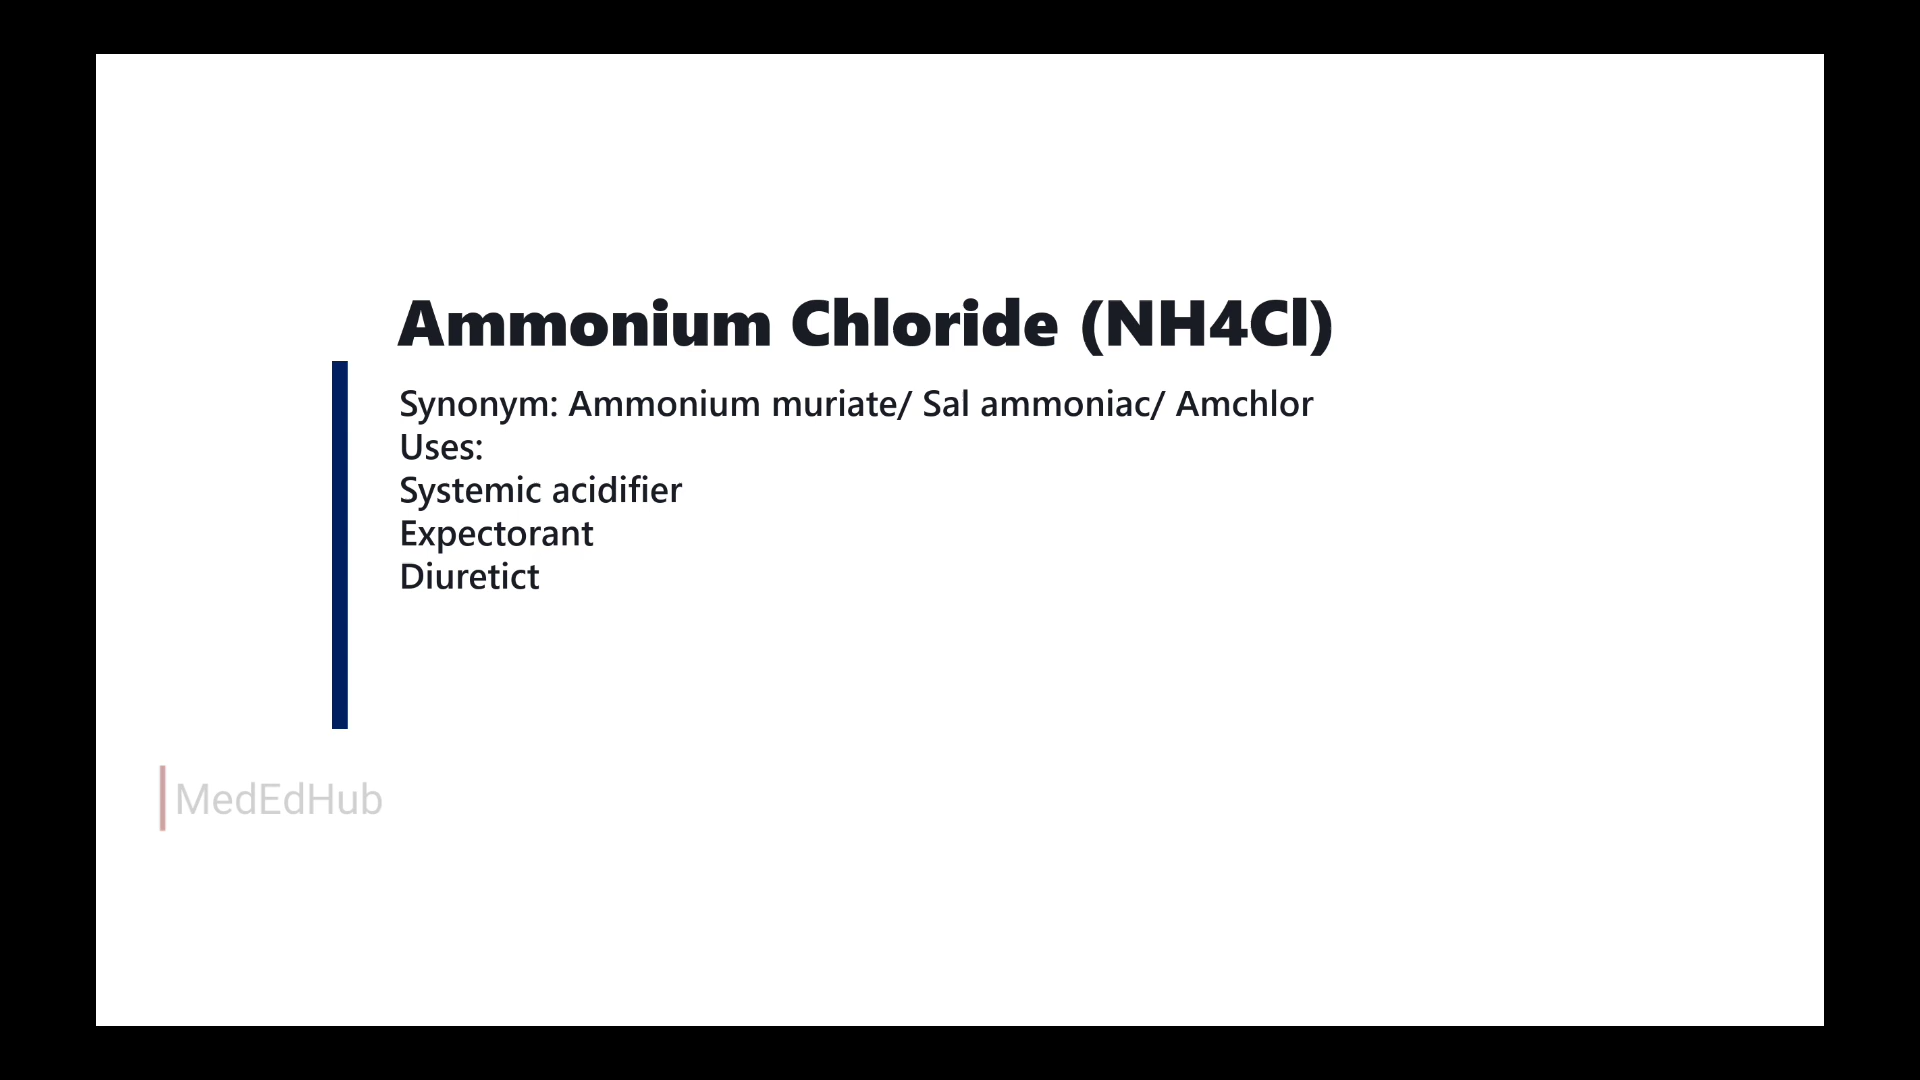 Ammonium Chloride (NH4Cl)
Synonym: Ammonium muriate/ Sal ammoniac/ Amchlor
Uses:
Systemic acidifier
Expectorant
Diuretict
MedEdHub